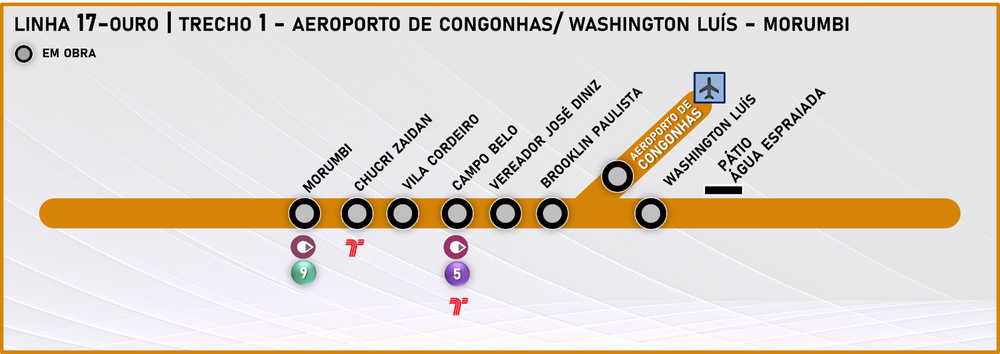 LINHA 17-OURO | TRECHO 1 - AEROPORTO DE CONGONHAS/ WASHINGTON LUÍS - MORUMBI
EM OBRA
MORUMBI
CHUCRI ZAIDAN
VILA CORDEIRO
CAMPO BELO
VEREADOR JOSÉ DINIZ
BROOKLIN PAULISTA
AEROPORTO DE
CONGONHAS
WASHINGTON LUÍS
PÁTIO
ÁGUA ESPRAIADA
9
5